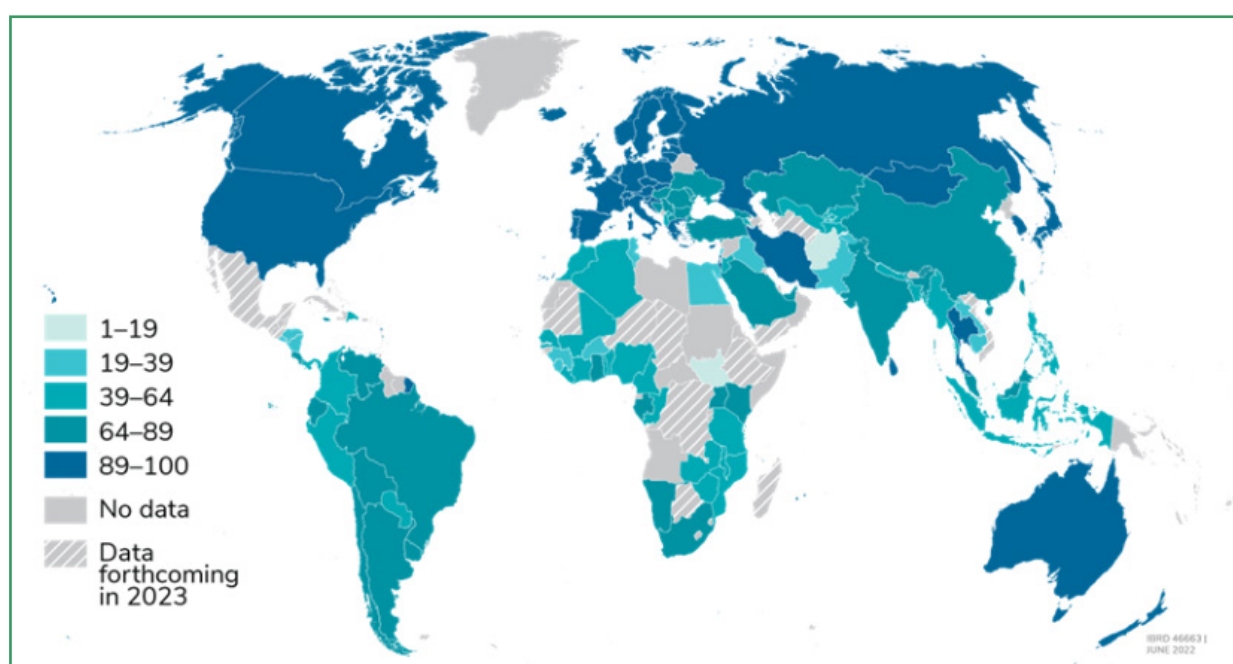 1–19
19–39
39–64
64–89
89–100
No data
Data
forthcoming
in 2023
IBRD 46663 |
JUNE 2022